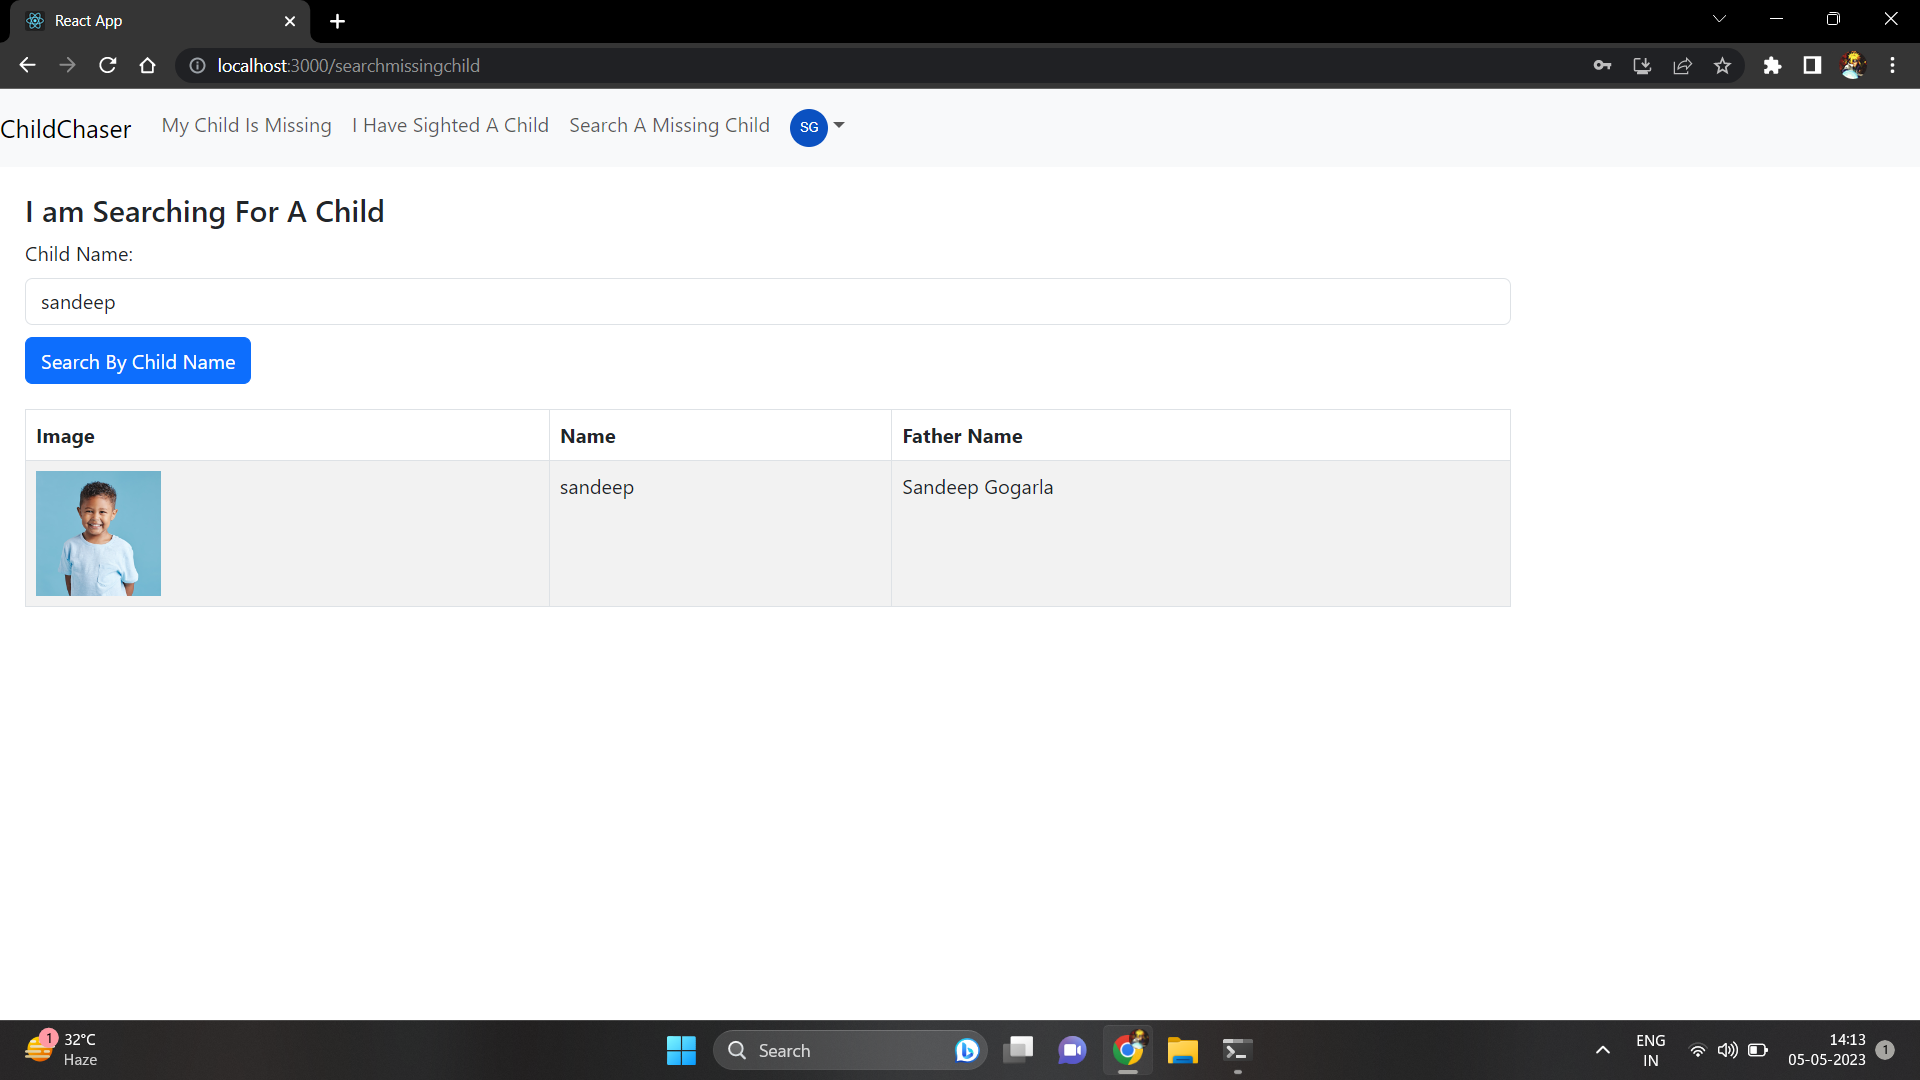 React App
localhost:3000/searchmissingchild
ChildChaser My Child Is Missing I Have Sighted A Child Search A Missing Child SG
I am Searching For A Child
Child Name:
sandeep
Search By Child Name
Image Name Father Name
sandeep Sandeep Gogarla
1 32°C
Haze
Search
ENG
IN
14:13
05-05-2023
1